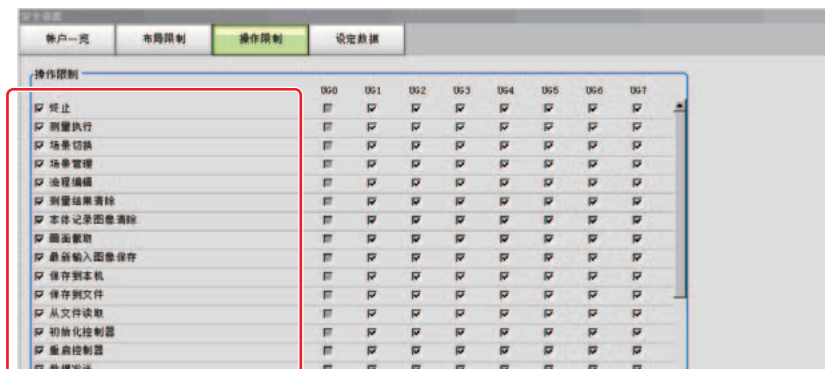 安全设置
帐户一览 布局限制 操作限制 设定数据
操作限制
UG0 UG1 UG2 UG3 UG4 UG5 UG6 UG7
终止
测量执行
场景切换
场景管理
流程编辑
测量结果清除
本体记录图像清除
画面截取
最新输入图像保存
保存到本机
保存到文件
从文件读取
初始化控制器
重启控制器
数据发送